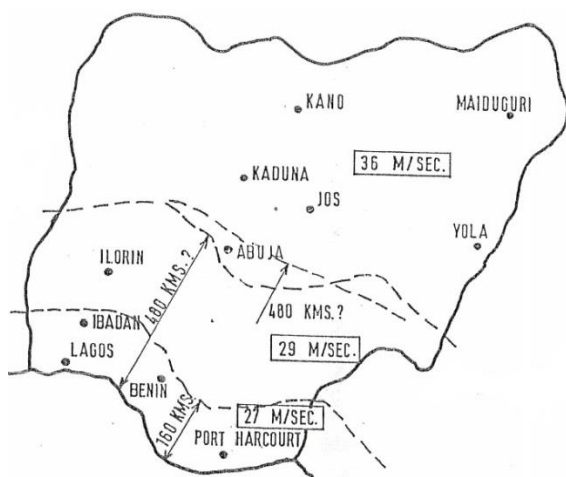 KANO
MAIDUGURI
36 M/SEC.
KADUNA
JOS
YOLA
ABUJA
ILORIN
480 KMS.?
480 KMS.?
IBADAN
29 M/SEC.
LAGOS
BENIN
27 M/SEC.
160 KMS.
PORT HARCOURT